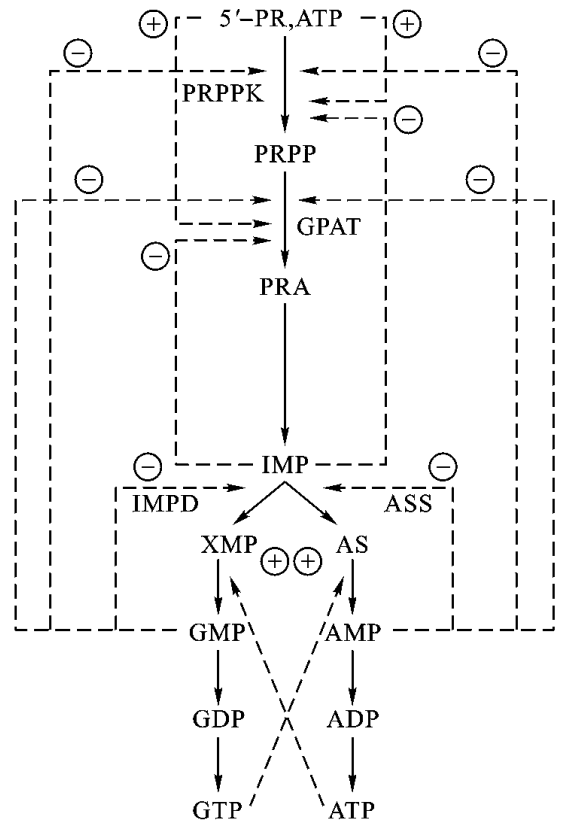 + 5′–PR,ATP +
− −
PRPPK
−
PRPP
− −
GPAT
−
PRA
IMP
− −
IMPD ASS
XMP + + AS
GMP AMP
GDP ADP
GTP ATP